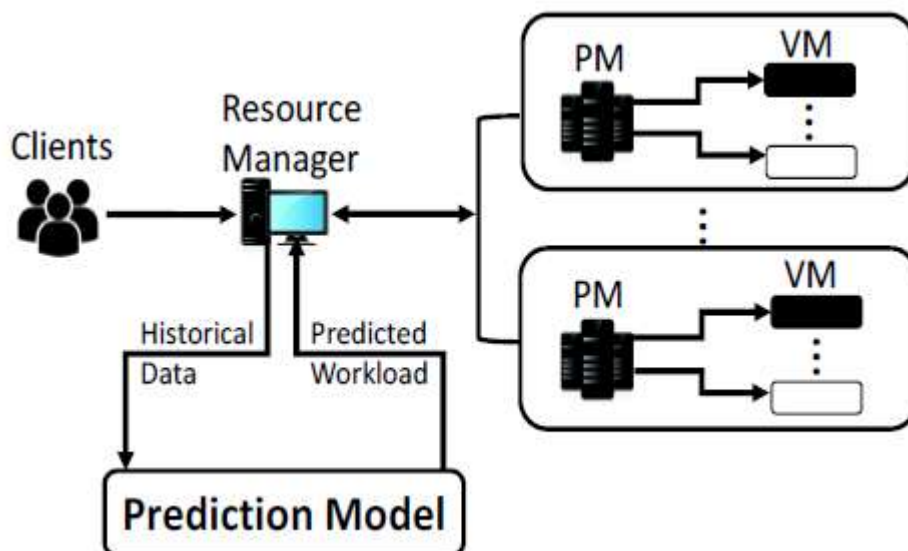 Clients
Resource
Manager
PM
VM
PM
VM
Historical
Data
Predicted
Workload
Prediction Model